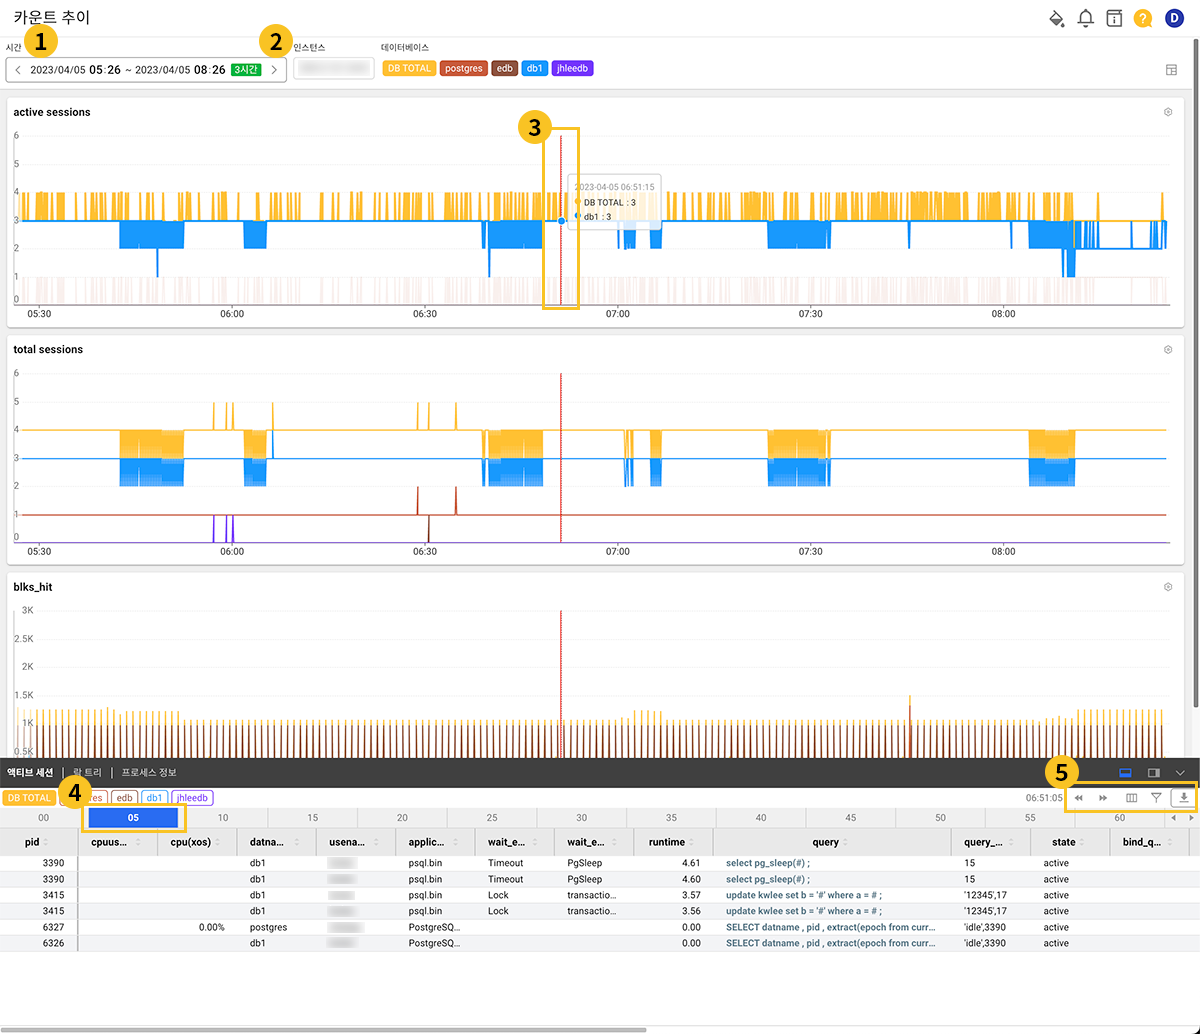 카운트 추이
D
시간 1 2 인스턴스 데이터베이스
2023/04/05 05:26 ~ 2023/04/05 08:26 3시간 DB TOTAL postgres edb db1 jhleedb
active sessions
3
6
5
4
3
2
1
0
2023-04-05 06:51:15
DB TOTAL : 3
db1 : 3
05:30 06:00 06:30 07:00 07:30 08:00
total sessions
6
5
4
3
2
1
0
05:30 06:00 06:30 07:00 07:30 08:00
blks_hit
3K
2.5K
2K
1.5K
1K
0.5K
액티브 세션 | 락 트리 | 프로세스 정보 5
DB TOTAL 4 edb db1 jhleedb 06:51:05
00 05 10 15 20 25 30 35 40 45 50 55 60
pid cpuus... cpu(xos) datna... usena... applic... wait_e... wait_e... runtime query query_... state bind_q...
3390 db1 psql.bin Timeout PgSleep 4.61 select pg_sleep(#) ; 15 active
3390 db1 psql.bin Timeout PgSleep 4.60 select pg_sleep(#) ; 15 active
3415 db1 psql.bin Lock transactio... 3.57 update kwlee set b = '#' where a = # ; '12345',17 active
3415 db1 psql.bin Lock transactio... 3.56 update kwlee set b = '#' where a = # ; '12345',17 active
6327 0.00% postgres PostgreSQ... 0.00 SELECT datname , pid , extract(epoch from curr... 'idle',3390 active
6326 db1 PostgreSQ... 0.00 SELECT datname , pid , extract(epoch from curr... 'idle',3390 active